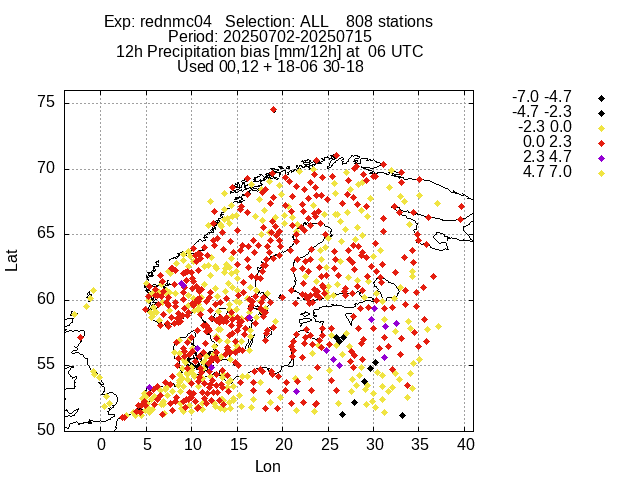 Exp: rednmc04   Selection: ALL    808 stations
Period: 20250702-20250715
12h Precipitation bias [mm/12h] at  06 UTC
Used 00,12 + 18-06 30-18
-7.0 -4.7
-4.7 -2.3
-2.3 0.0
0.0 2.3
2.3 4.7
4.7 7.0
75
70
65
60
55
50
Lat
0 5 10 15 20 25 30 35 40
Lon